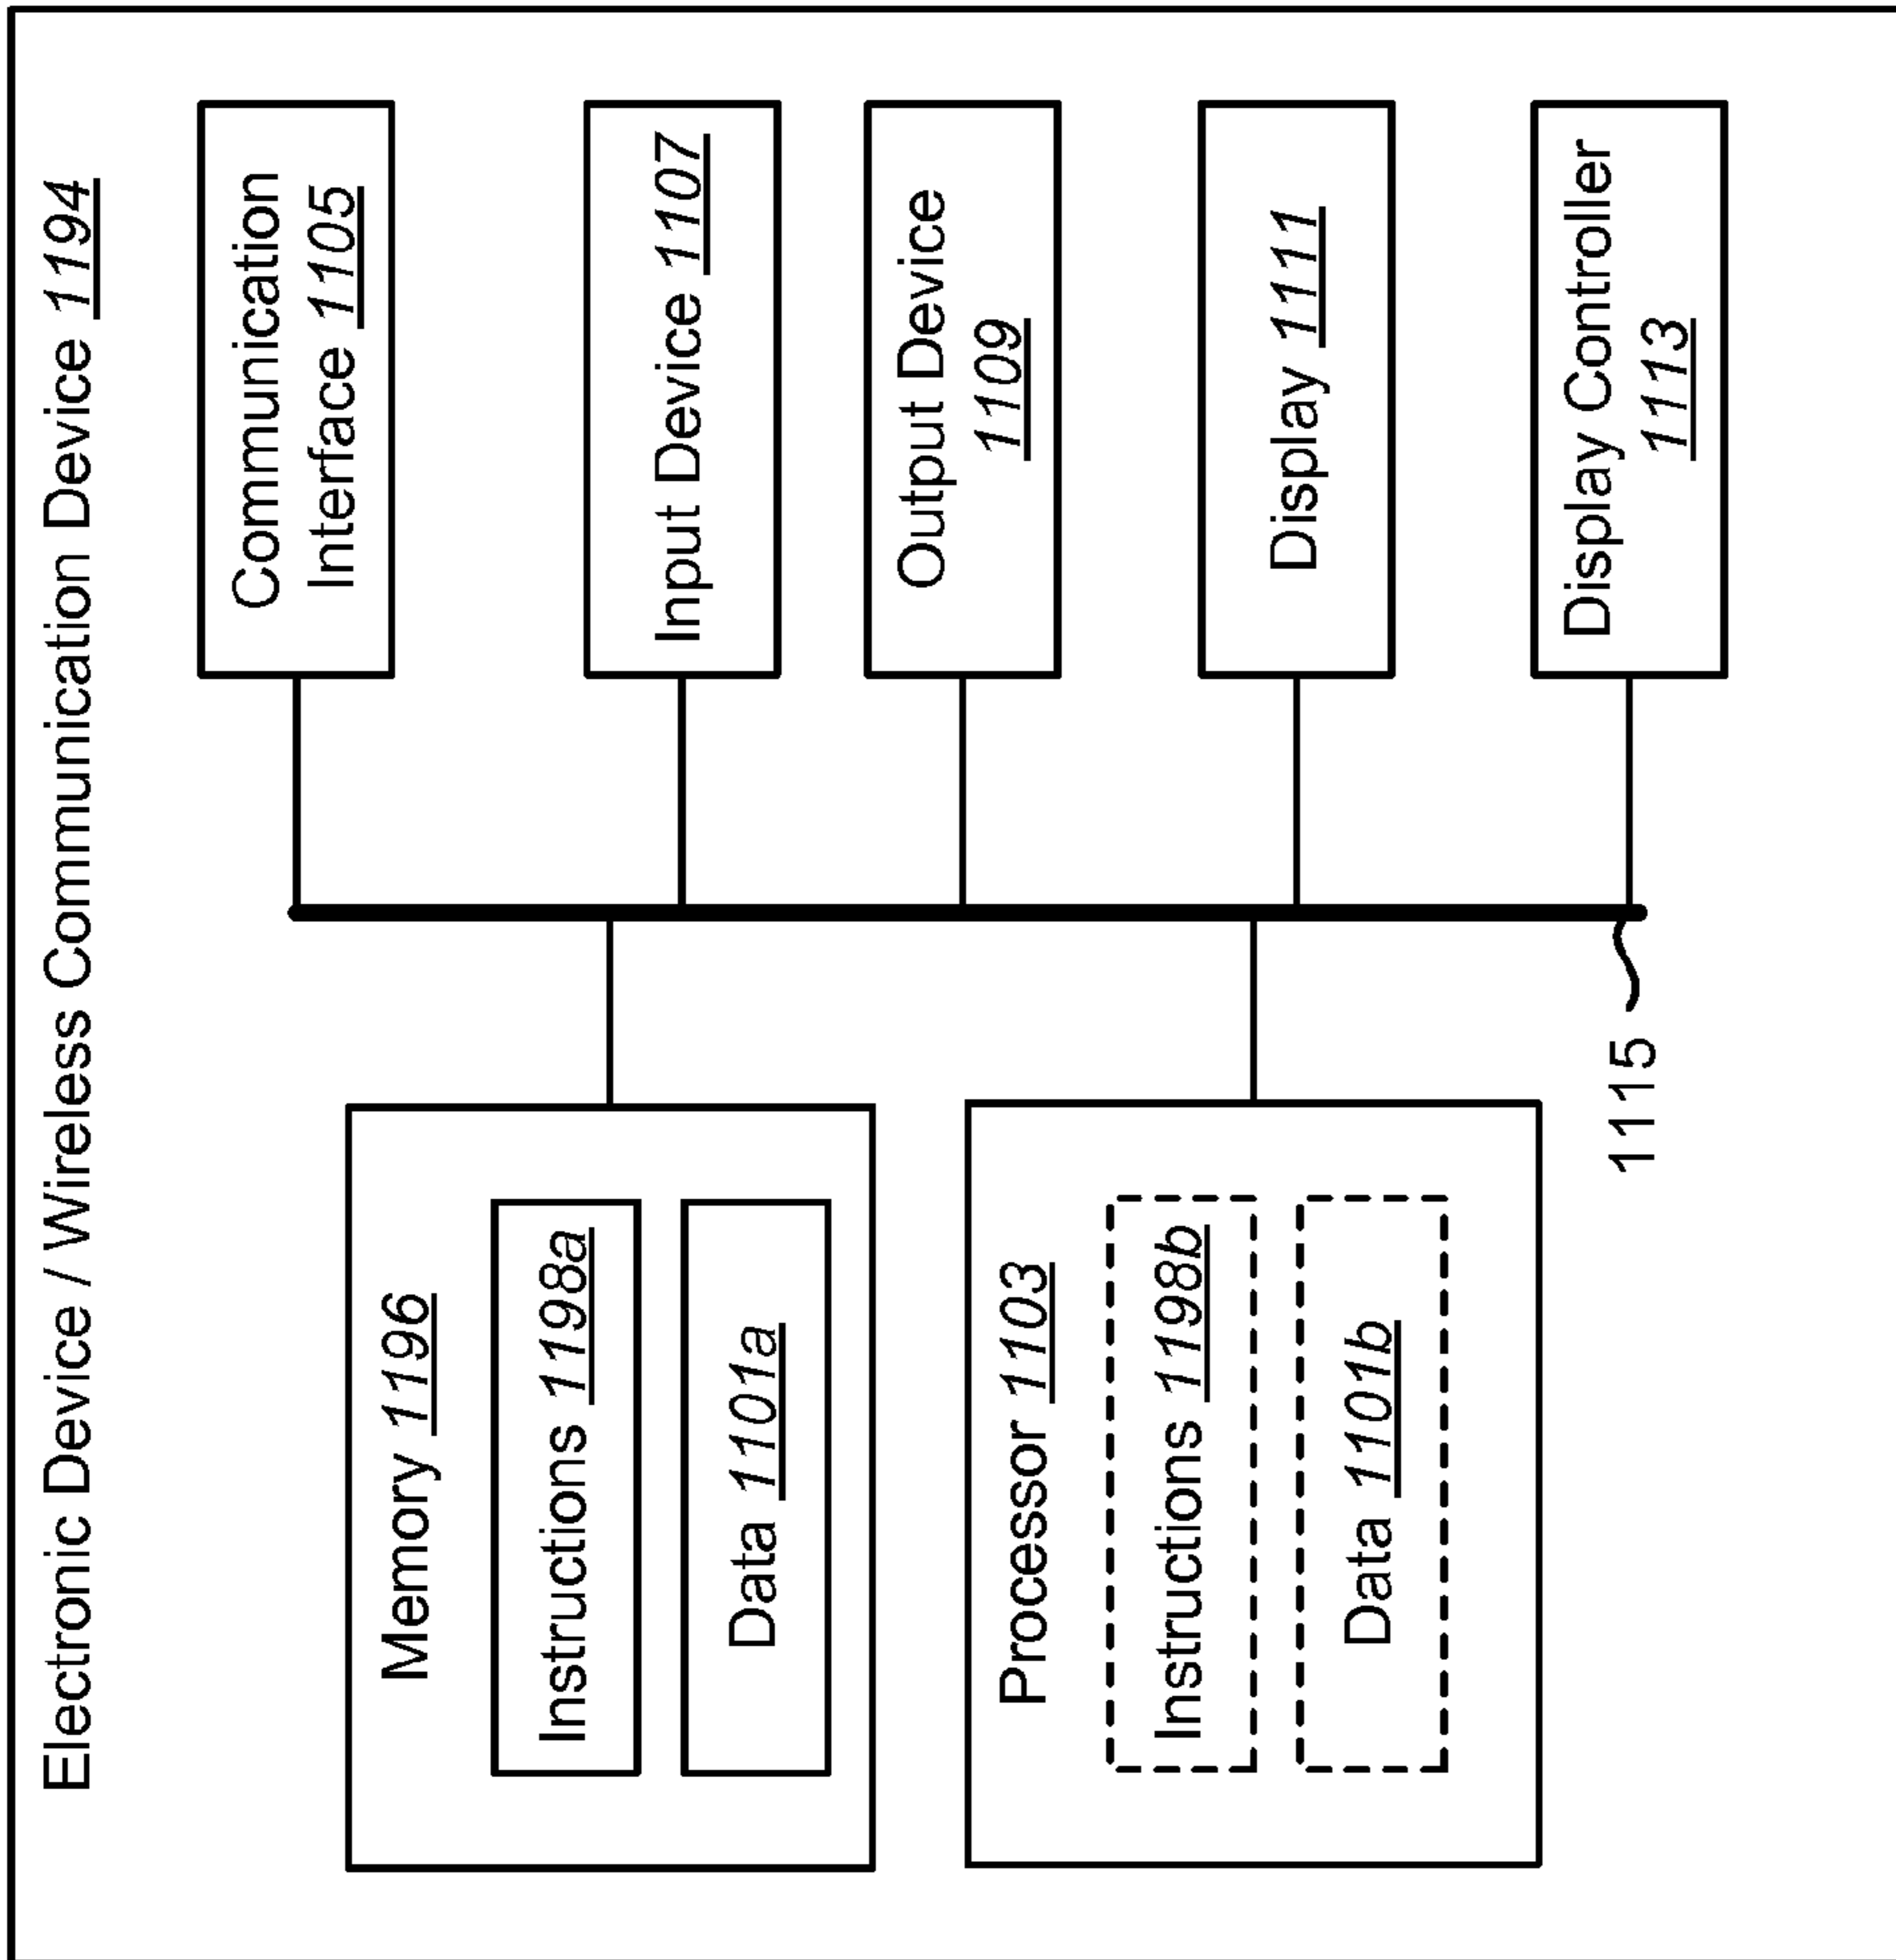 Electronic Device / Wireless Communication Device 1194
Memory 1196
Instructions 1198a
Data 1101a
Processor 1103
Instructions 1198b
Data 1101b
1115
Communication
Interface 1105
Input Device 1107
Output Device
1109
Display 1111
Display Controller
1113